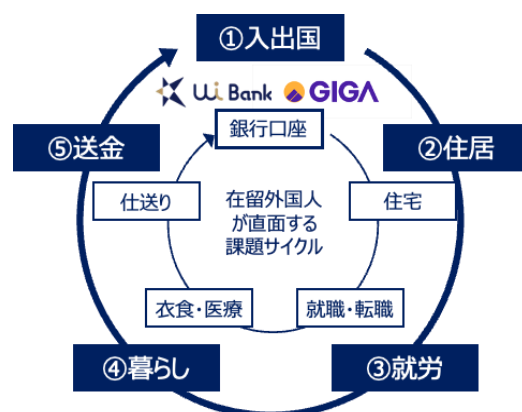 ①入出国
UI Bank GIGA
銀行口座
⑤送金
②住居
仕送り
住宅
在留外国人
が直面する
課題サイクル
衣食・医療
就職・転職
④暮らし
③就労